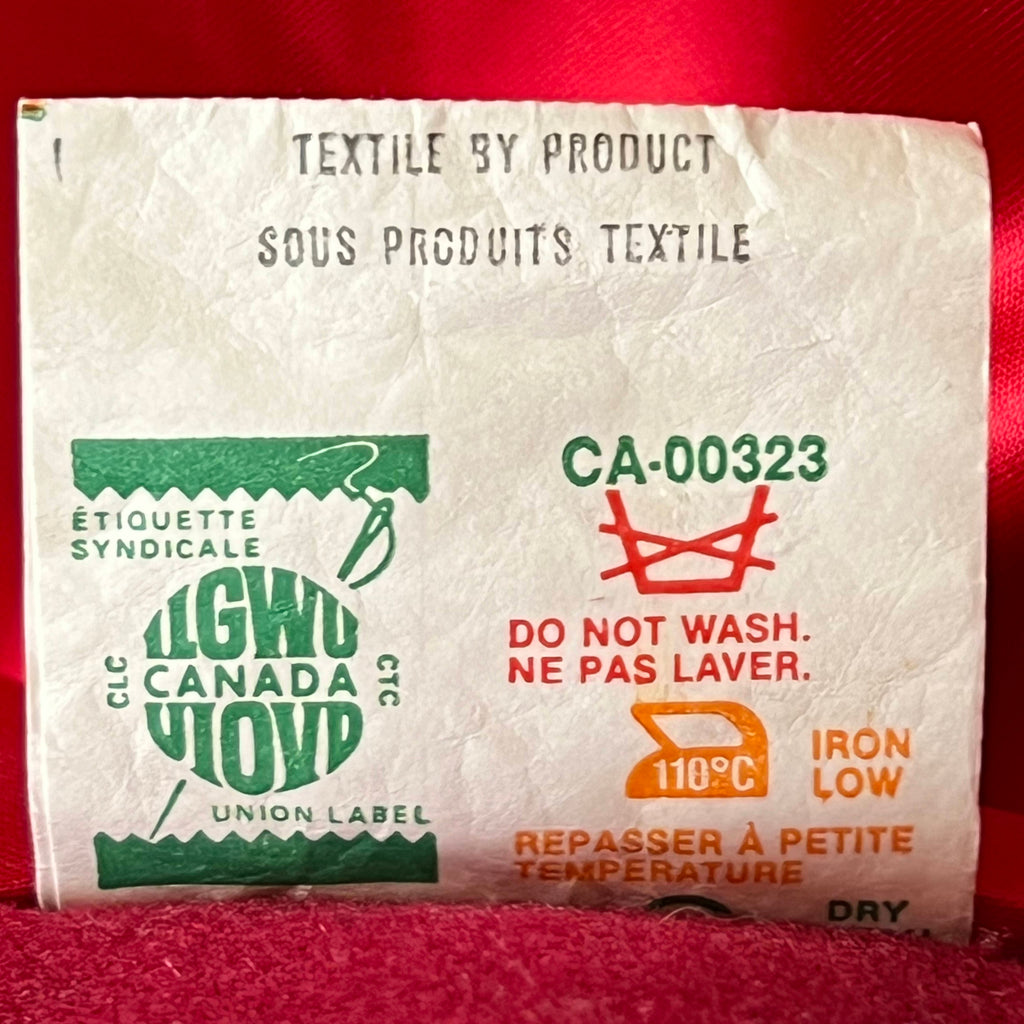 TEXTILE BY PRODUCT
SOUS PRODUITS TEXTILE
ÉTIQUETTE
SYNDICALE
ILGWU
CLC
CANADA
CTC
UIOVD
UNION LABEL
CA-00323
DO NOT WASH.
NE PAS LAVER.
110°C
IRON
LOW
REPASSER À PETITE
TEMPÉRATURE
DRY